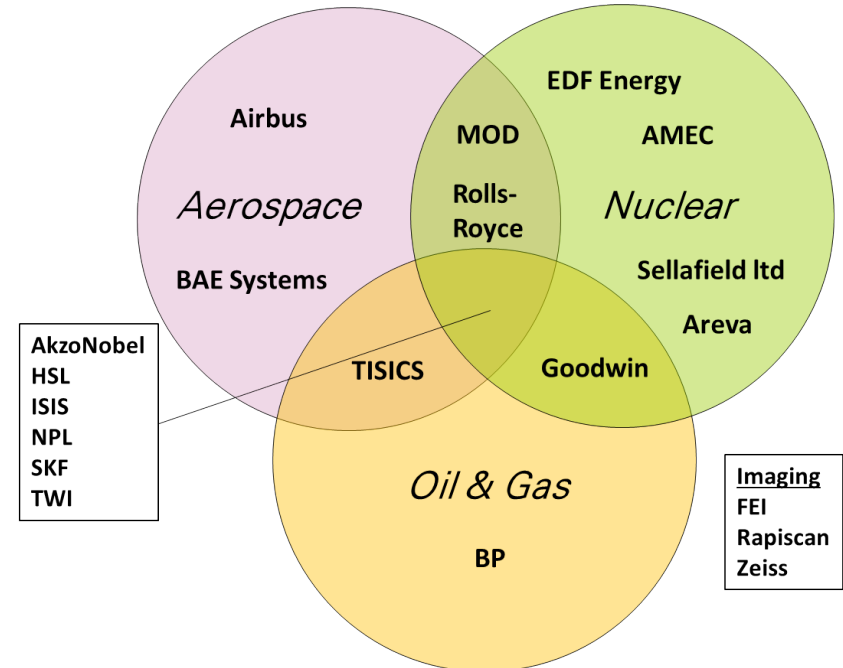 EDF Energy
Airbus
MOD
AMEC
Aerospace
Rolls-
Royce
Nuclear
BAE Systems
Sellafield ltd
Areva
AkzoNobel
HSL
ISIS
NPL
SKF
TWI
TISICS
Goodwin
Oil & Gas
BP
Imaging
FEI
Rapiscan
Zeiss